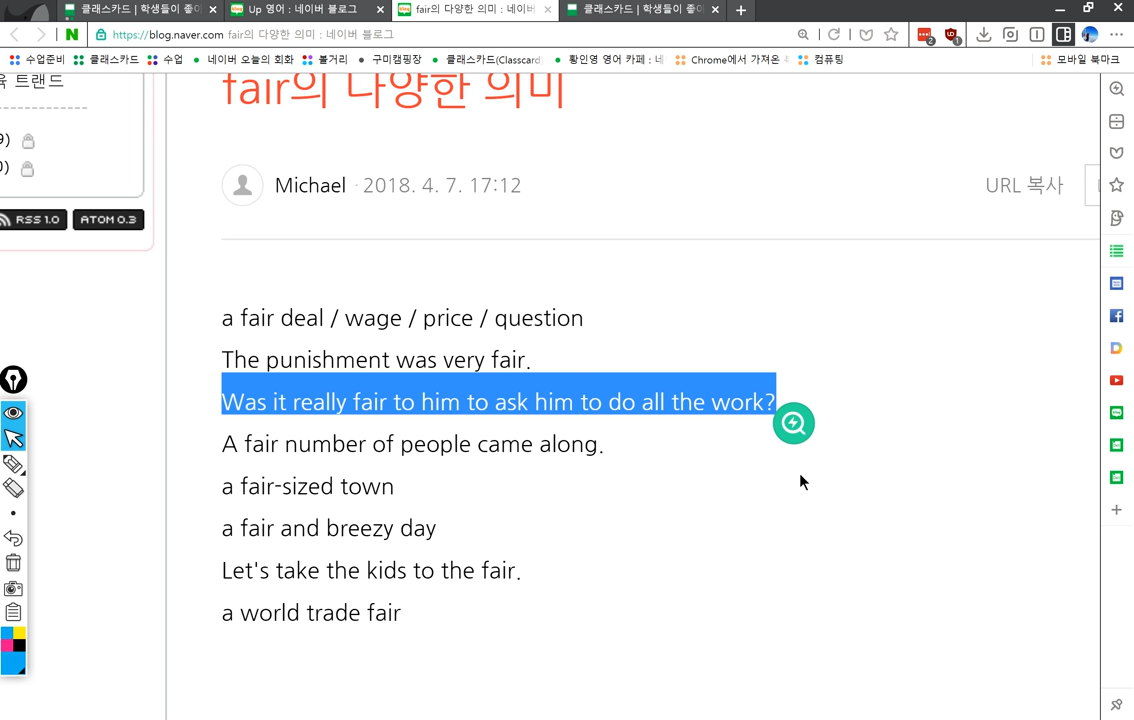 클래스카드 | 학생들이 좋아
Up 영어 : 네이버 블로그
fair의 다양한 의미 : 네이버
클래스카드 | 학생들이 좋아
N https://blog.naver.com fair의 다양한 의미 : 네이버 블로그
수업준비 클래스카드 수업 네이버 오늘의 회화 볼거리 구미캠핑장 클래스카드(Classcard) 황인영 영어 카페 : 네 Chrome에서 가져온 컴퓨팅 모바일 북마크
육 트랜드
fair의 다양한 의미
9)
0)
Michael · 2018. 4. 7. 17:12
URL 복사
RSS 1.0 ATOM 0.3
a fair deal / wage / price / question
The punishment was very fair.
Was it really fair to him to ask him to do all the work?
A fair number of people came along.
a fair-sized town
a fair and breezy day
Let's take the kids to the fair.
a world trade fair